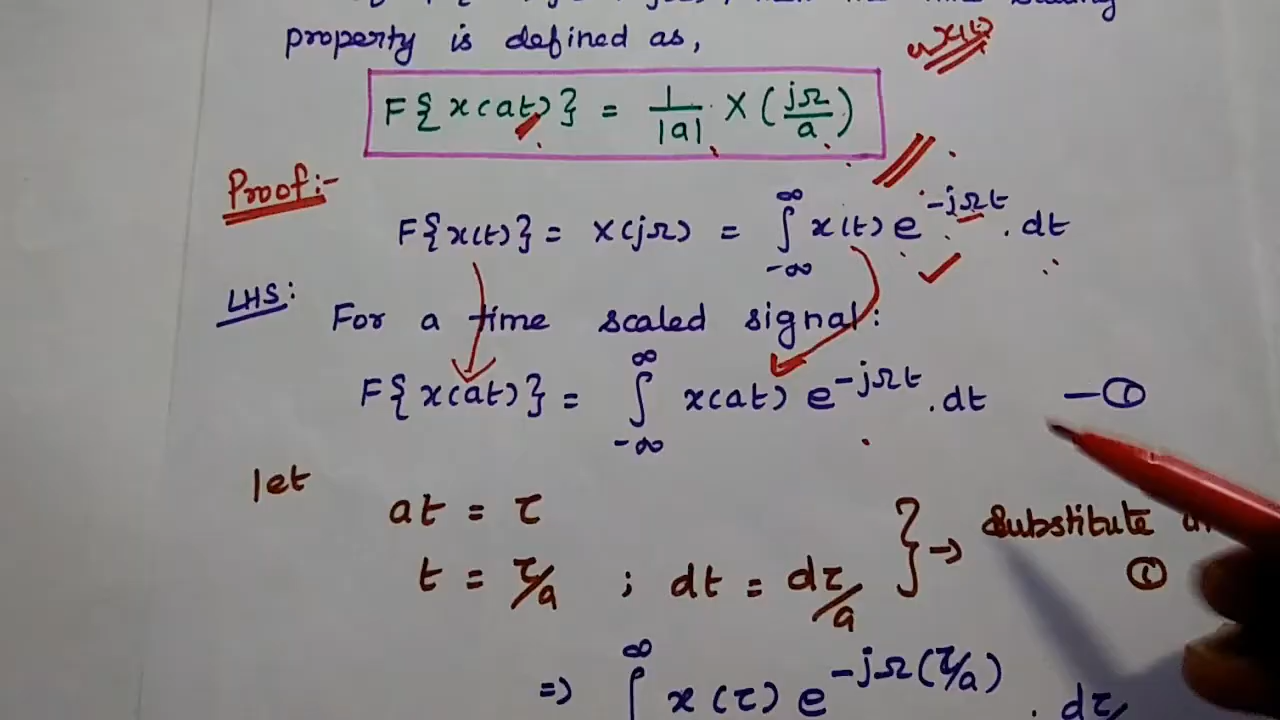 property is defined as,
x(t)
F{x(at)} = 1/|a| . X(jΩ/a)
Proof:-
F{x(t)} = X(jΩ) = ∫_{-∞}^{∞} x(t) e^{-jΩt} . dt
LHS:
For a time scaled signal:
F{x(at)} = ∫_{-∞}^{∞} x(at) e^{-jΩt} . dt —①
let
at = τ
t = τ/a ; dt = dτ/a } → Substitute in ①
⇒ ∫^{∞} x(τ) e^{-jΩ(τ/a)} . dτ/